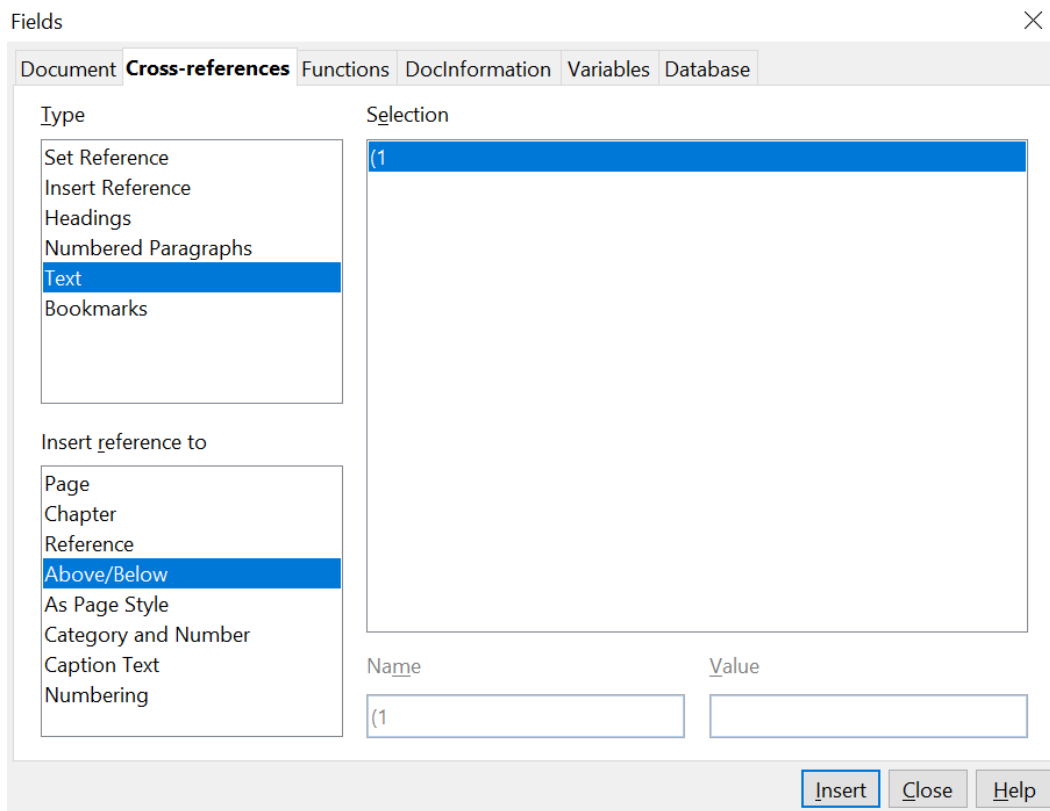 Fields
Document Cross-references Functions DocInformation Variables Database
Type
Set Reference
Insert Reference
Headings
Numbered Paragraphs
Text
Bookmarks
Selection
(1
Insert reference to
Page
Chapter
Reference
Above/Below
As Page Style
Category and Number
Caption Text
Numbering
Name
(1
Value
Insert Close Help